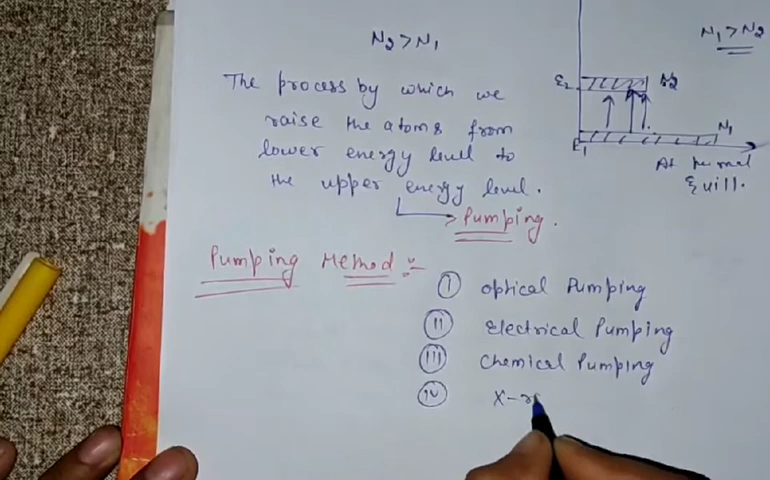 N₂ > N₁
The process by which we
raise the atoms from
lower energy level to
the upper energy level.
Pumping.
Pumping Method :-
I optical Pumping
II Electrical Pumping
III Chemical Pumping
IV X-r
N₁ > N₂
E₂
N₁
E₁
At
Equill.